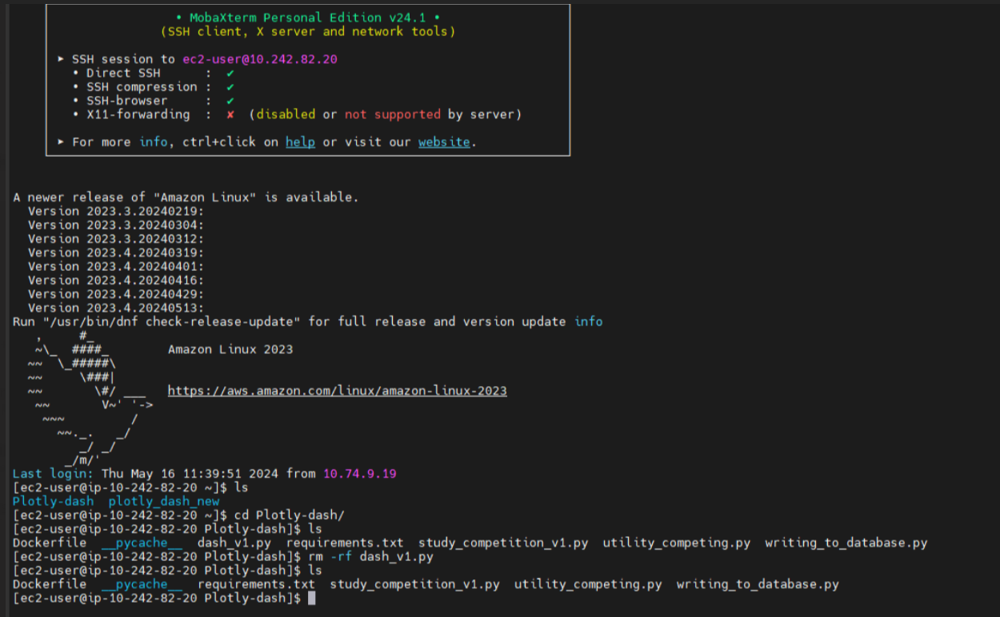 • MobaXterm Personal Edition v24.1 •
(SSH client, X server and network tools)
▸ SSH session to ec2-user@10.242.82.20
• Direct SSH : ✔
• SSH compression : ✔
• SSH-browser : ✔
• X11-forwarding : ✘ (disabled or not supported by server)
▸ For more info, ctrl+click on help or visit our website.
A newer release of "Amazon Linux" is available.
Version 2023.3.20240219:
Version 2023.3.20240304:
Version 2023.3.20240312:
Version 2023.4.20240319:
Version 2023.4.20240401:
Version 2023.4.20240416:
Version 2023.4.20240429:
Version 2023.4.20240513:
Run "/usr/bin/dnf check-release-update" for full release and version update info
   ,     #_
   ~\_  ####_        Amazon Linux 2023
  ~~  \_#####\
  ~~     \###|
  ~~       \#/ ___   https://aws.amazon.com/linux/amazon-linux-2023
   ~~       V~' '->
    ~~~         /
      ~~._.   _/
         _/ _/
       _/m/'
Last login: Thu May 16 11:39:51 2024 from 10.74.9.19
[ec2-user@ip-10-242-82-20 ~]$ ls
Plotly-dash  plotly_dash_new
[ec2-user@ip-10-242-82-20 ~]$ cd Plotly-dash/
[ec2-user@ip-10-242-82-20 Plotly-dash]$ ls
Dockerfile  __pycache__  dash_v1.py  requirements.txt  study_competition_v1.py  utility_competing.py  writing_to_database.py
[ec2-user@ip-10-242-82-20 Plotly-dash]$ rm -rf dash_v1.py
[ec2-user@ip-10-242-82-20 Plotly-dash]$ ls
Dockerfile  __pycache__  requirements.txt  study_competition_v1.py  utility_competing.py  writing_to_database.py
[ec2-user@ip-10-242-82-20 Plotly-dash]$